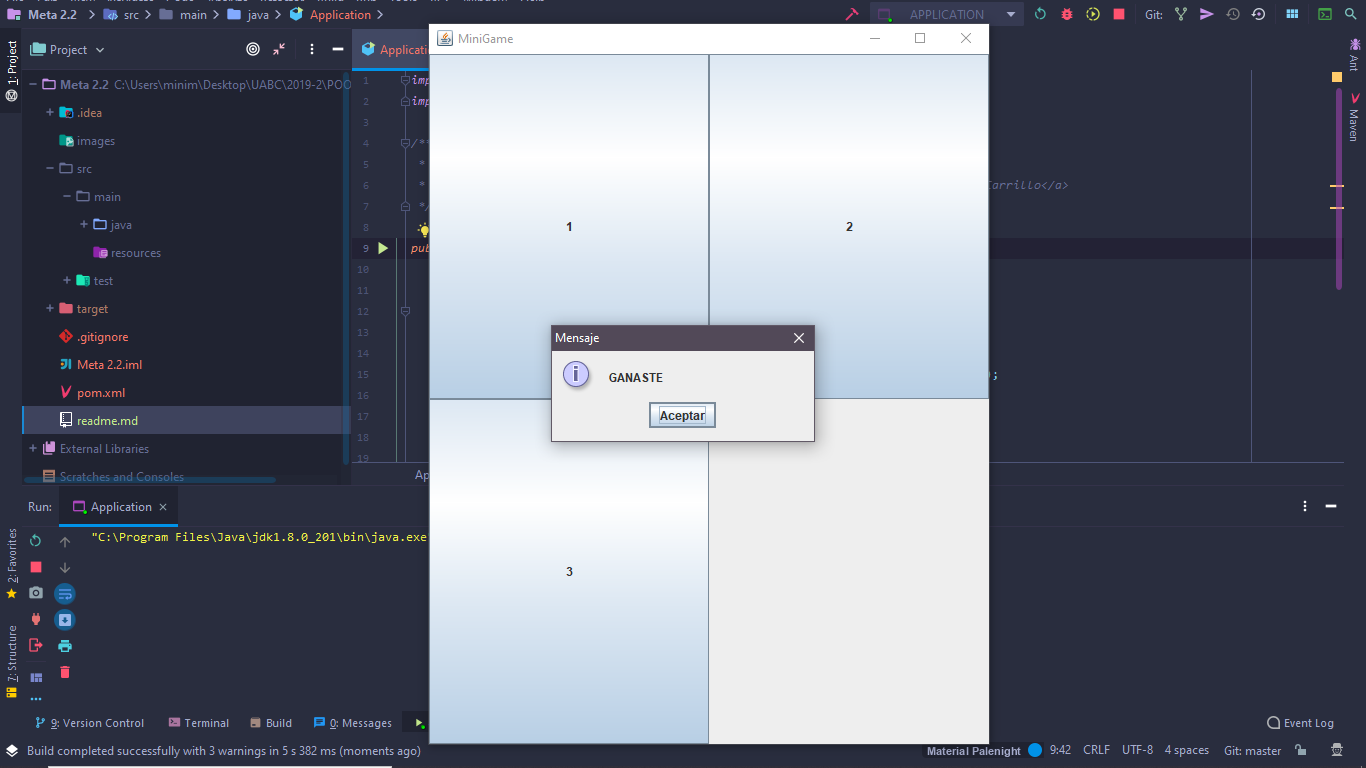 Meta 2.2
src
main
java
Application
APPLICATION
Git:
MiniGame
1: Project
Project
Applicati
Ant
Maven
Meta 2.2 C:\Users\minim\Desktop\UABC\2019-2\POO
.idea
images
src
main
java
resources
test
target
.gitignore
Meta 2.2.iml
pom.xml
readme.md
External Libraries
Scratches and Consoles
1 imp
2 imp
3
4 /**
5 *
6 * Carrillo</a>
7 */
8
9 pub
10
11
12
13
14
15 );
16
17
18
19
Ap
1
2
3
Mensaje
GANASTE
Aceptar
Run:
Application
"C:\Program Files\Java\jdk1.8.0_201\bin\java.exe
2: Favorites
7: Structure
9: Version Control
Terminal
Build
0: Messages
Event Log
Build completed successfully with 3 warnings in 5 s 382 ms (moments ago)
Material Palenight
9:42
CRLF
UTF-8
4 spaces
Git: master